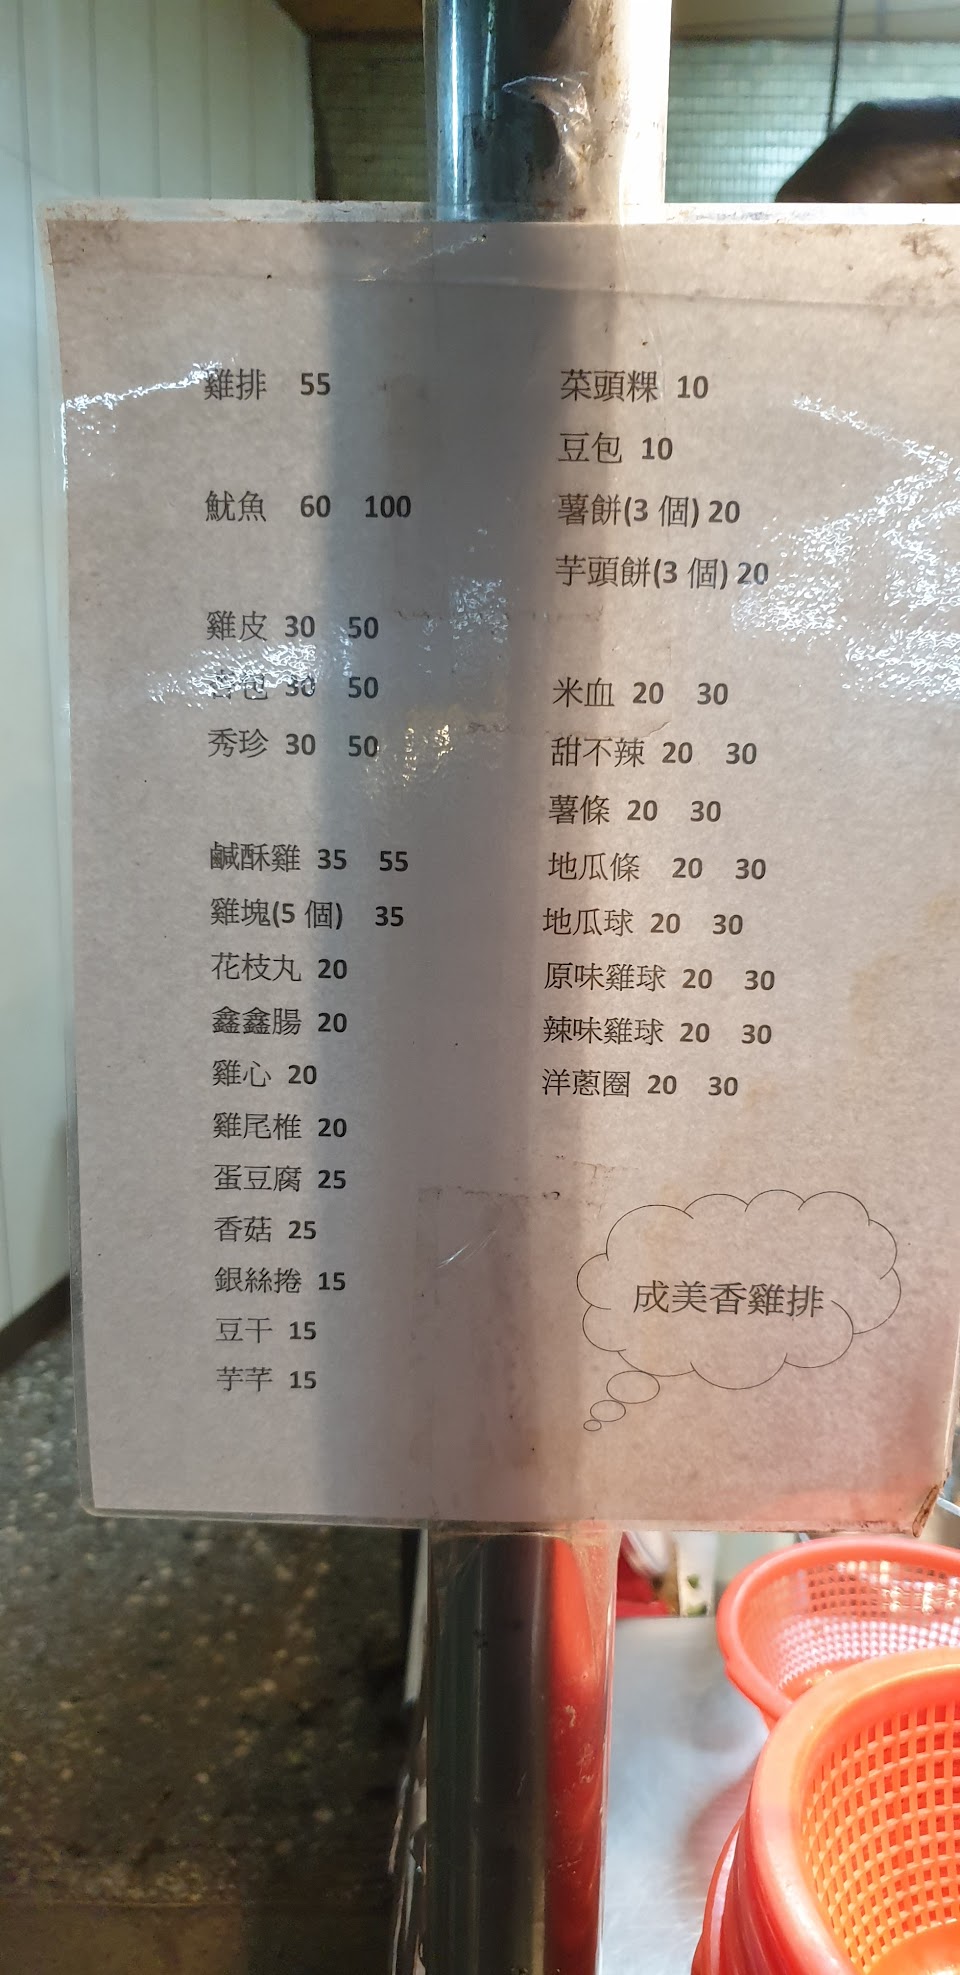 雞排 55
魷魚 60 100
雞皮 30 50
包 30 50
秀珍 30 50
鹹酥雞 35 55
雞塊(5 個) 35
花枝丸 20
鑫鑫腸 20
雞心 20
雞尾椎 20
蛋豆腐 25
香菇 25
銀絲捲 15
豆干 15
芋芊 15
菜頭粿 10
豆包 10
薯餅(3 個) 20
芋頭餅(3 個) 20
米血 20 30
甜不辣 20 30
薯條 20 30
地瓜條 20 30
地瓜球 20 30
原味雞球 20 30
辣味雞球 20 30
洋蔥圈 20 30
成美香雞排